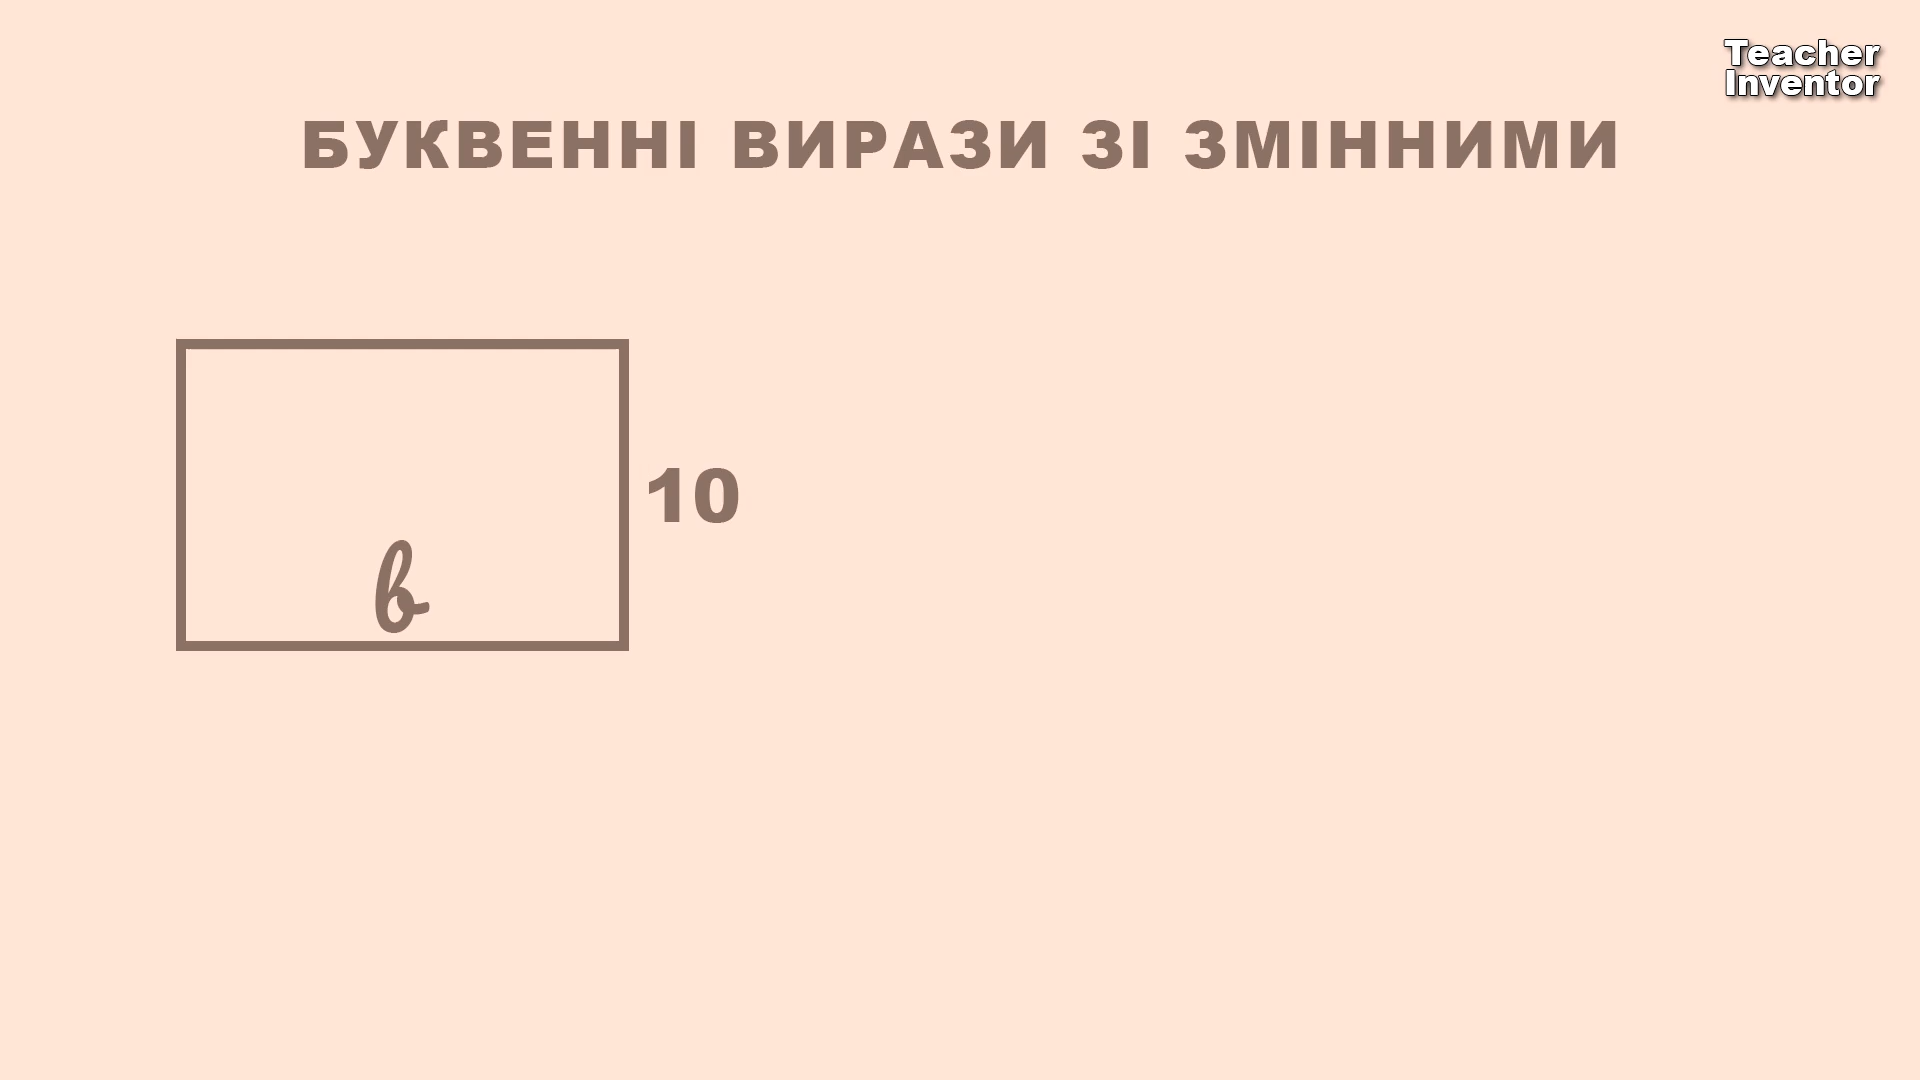 Teacher
Inventor
БУКВЕННІ ВИРАЗИ ЗІ ЗМІННИМИ
10
в